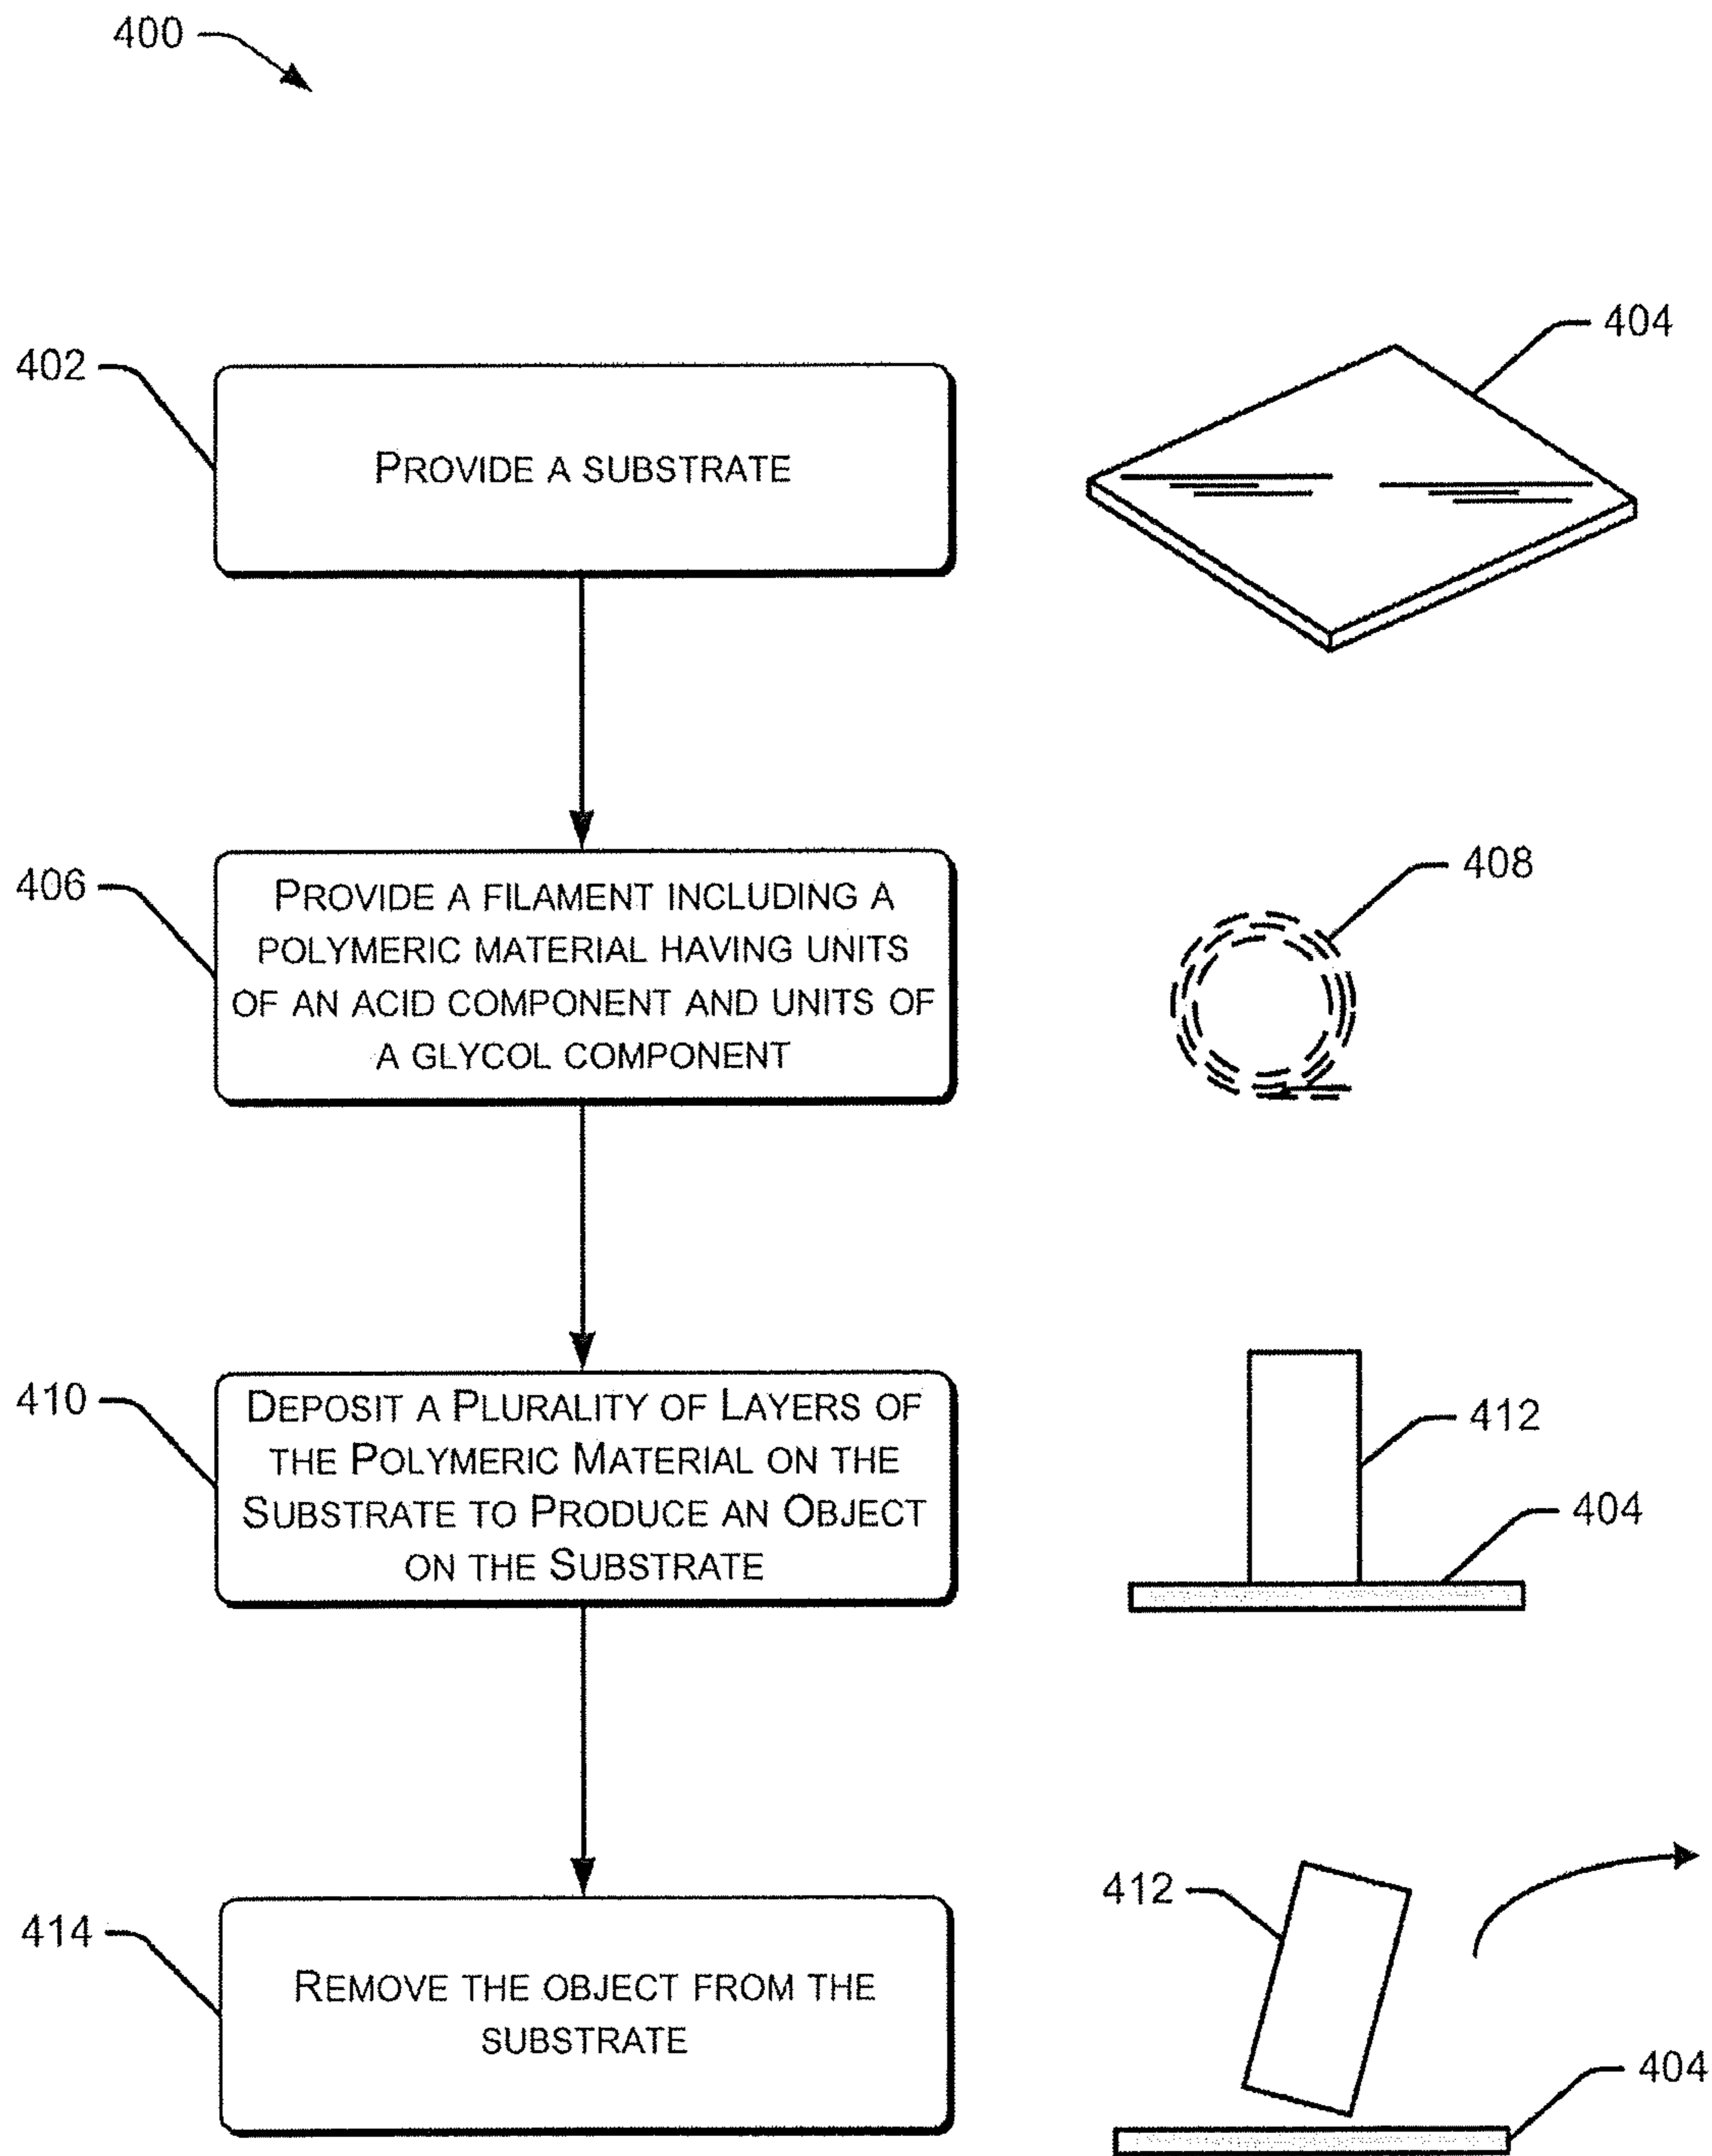 400
402
PROVIDE A SUBSTRATE
404
406
PROVIDE A FILAMENT INCLUDING A
POLYMERIC MATERIAL HAVING UNITS
OF AN ACID COMPONENT AND UNITS OF
A GLYCOL COMPONENT
408
410
DEPOSIT A PLURALITY OF LAYERS OF
THE POLYMERIC MATERIAL ON THE
SUBSTRATE TO PRODUCE AN OBJECT
ON THE SUBSTRATE
412
404
414
REMOVE THE OBJECT FROM THE
SUBSTRATE
412
404